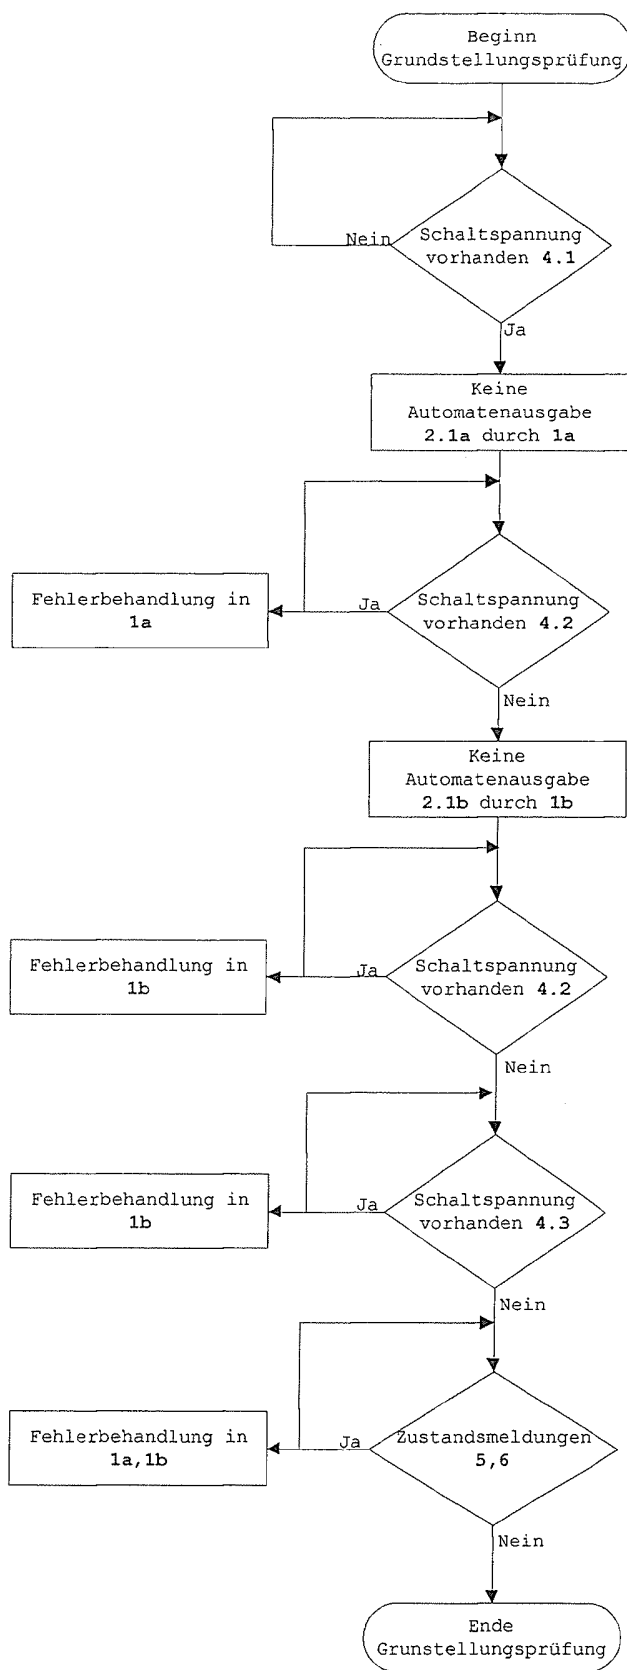 Beginn
Grundstellungsprüfung
Nein
Schaltspannung
vorhanden 4.1
Ja
Keine
Automatenausgabe
2.1a durch 1a
Fehlerbehandlung in
1a
Ja
Schaltspannung
vorhanden 4.2
Nein
Keine
Automatenausgabe
2.1b durch 1b
Fehlerbehandlung in
1b
Ja
Schaltspannung
vorhanden 4.2
Nein
Fehlerbehandlung in
1b
Ja
Schaltspannung
vorhanden 4.3
Nein
Fehlerbehandlung in
1a,1b
Ja
Zustandsmeldungen
5,6
Nein
Ende
Grunstellungsprüfung